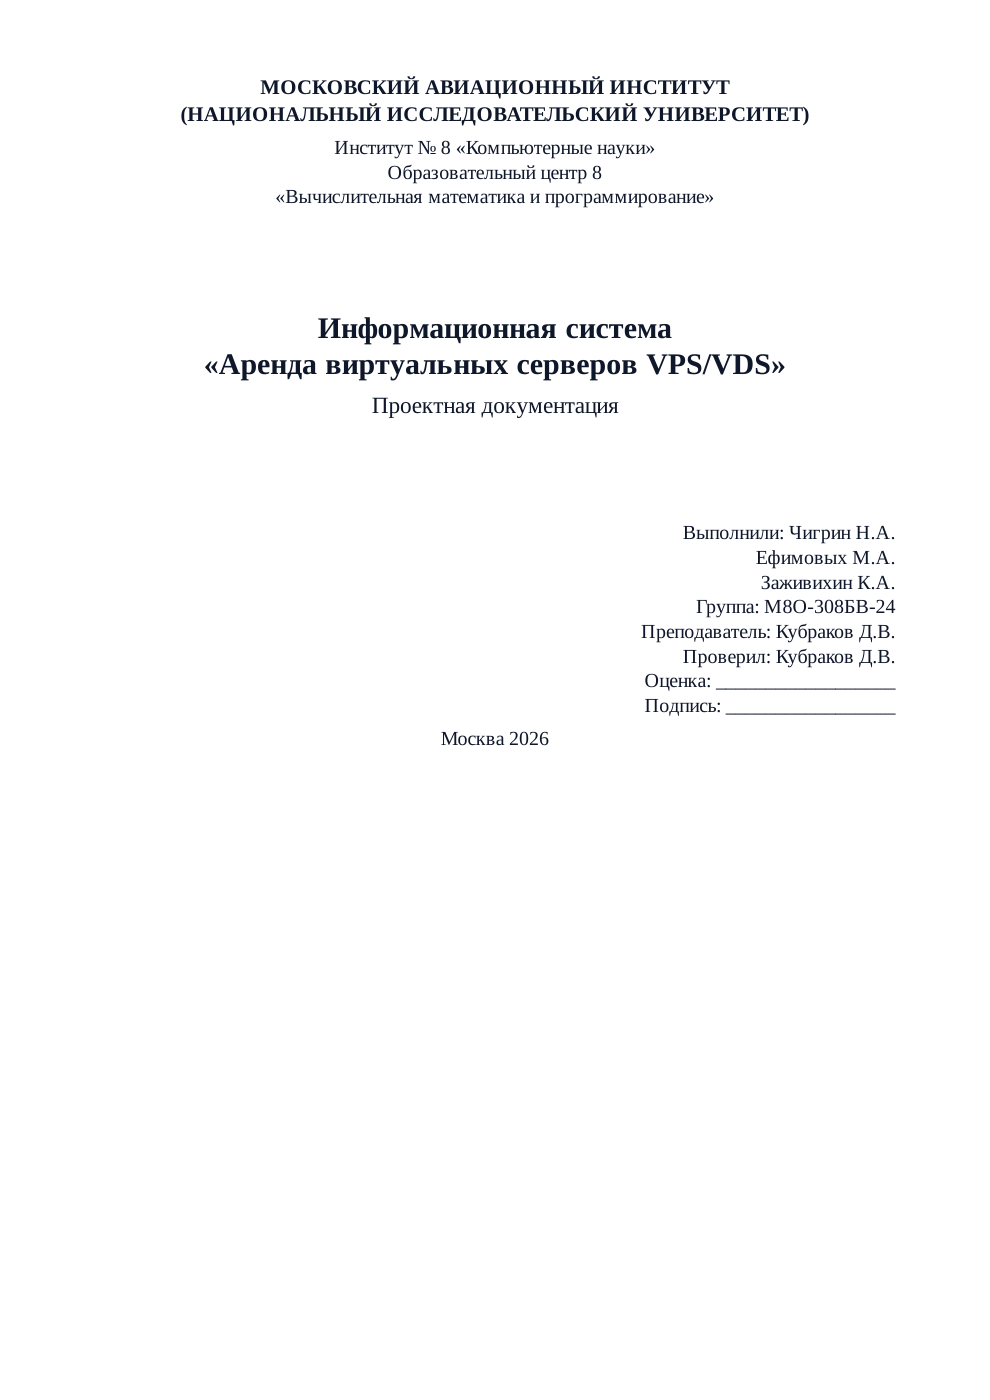 МОСКОВСКИЙ АВИАЦИОННЫЙ ИНСТИТУТ
(НАЦИОНАЛЬНЫЙ ИССЛЕДОВАТЕЛЬСКИЙ УНИВЕРСИТЕТ)
Институт № 8 «Компьютерные науки»
Образовательный центр 8
«Вычислительная математика и программирование»
Информационная система
«Аренда виртуальных серверов VPS/VDS»
Проектная документация
Выполнили: Чигрин Н.А.
Ефимовых М.А.
Заживихин К.А.
Группа: М8О-308БВ-24
Преподаватель: Кубраков Д.В.
Проверил: Кубраков Д.В.
Оценка: __________________
Подпись: _________________
Москва 2026